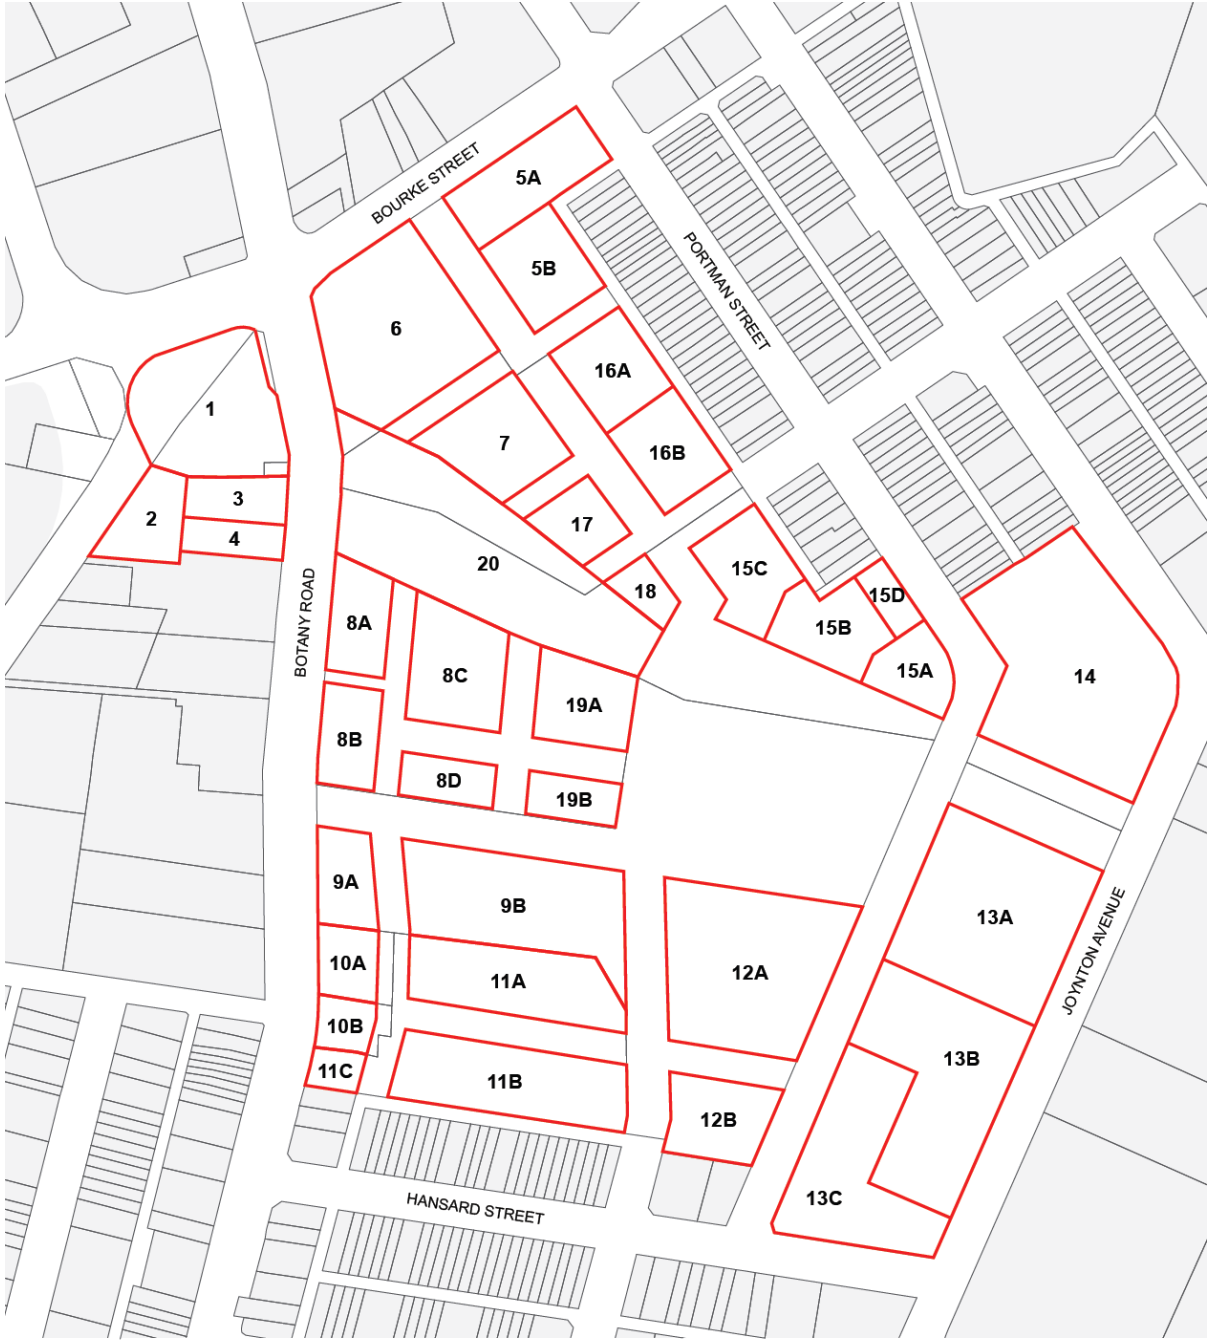 BOURKE STREET
5A
5B
PORTMAN STREET
6
16A
1
7
16B
3
2
17
4
20
15C
18
15D
BOTANY ROAD
8A
15B
8C
15A
14
19A
8B
8D
19B
9A
9B
13A
JOYNTON AVENUE
10A
11A
12A
10B
13B
11C
11B
12B
13C
HANSARD STREET